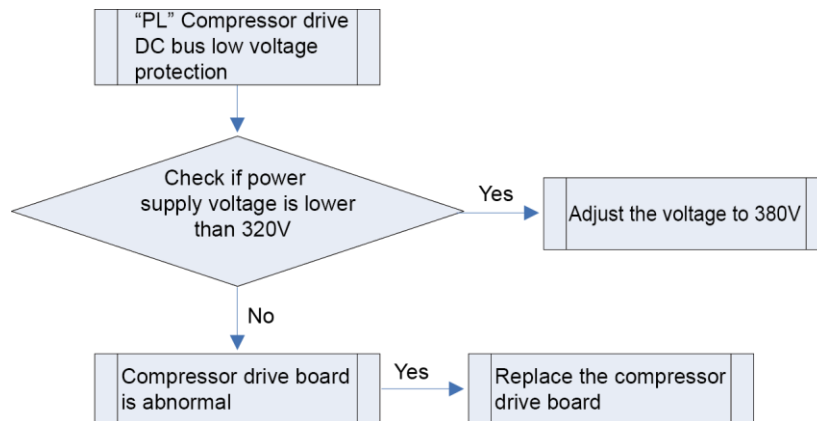 “PL” Compressor drive
DC bus low voltage
protection
Check if power
supply voltage is lower
than 320V
Yes
Adjust the voltage to 380V
No
Compressor drive board
is abnormal
Yes
Replace the compressor
drive board